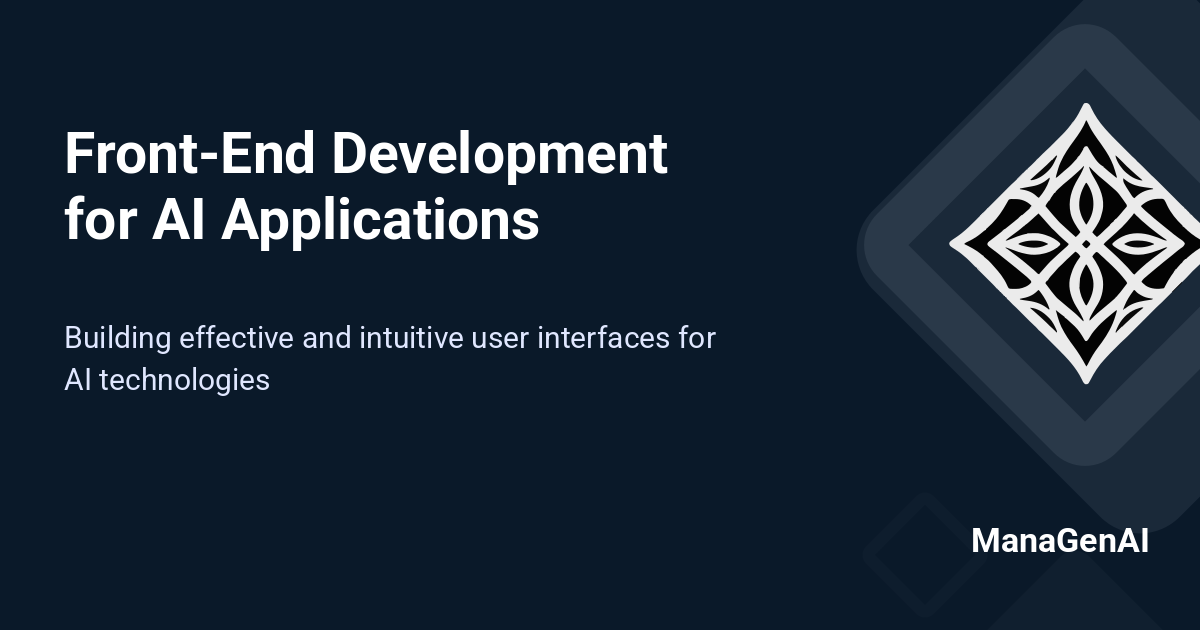 Front-End Development
for AI Applications
Building effective and intuitive user interfaces for
AI technologies
ManaGenAI